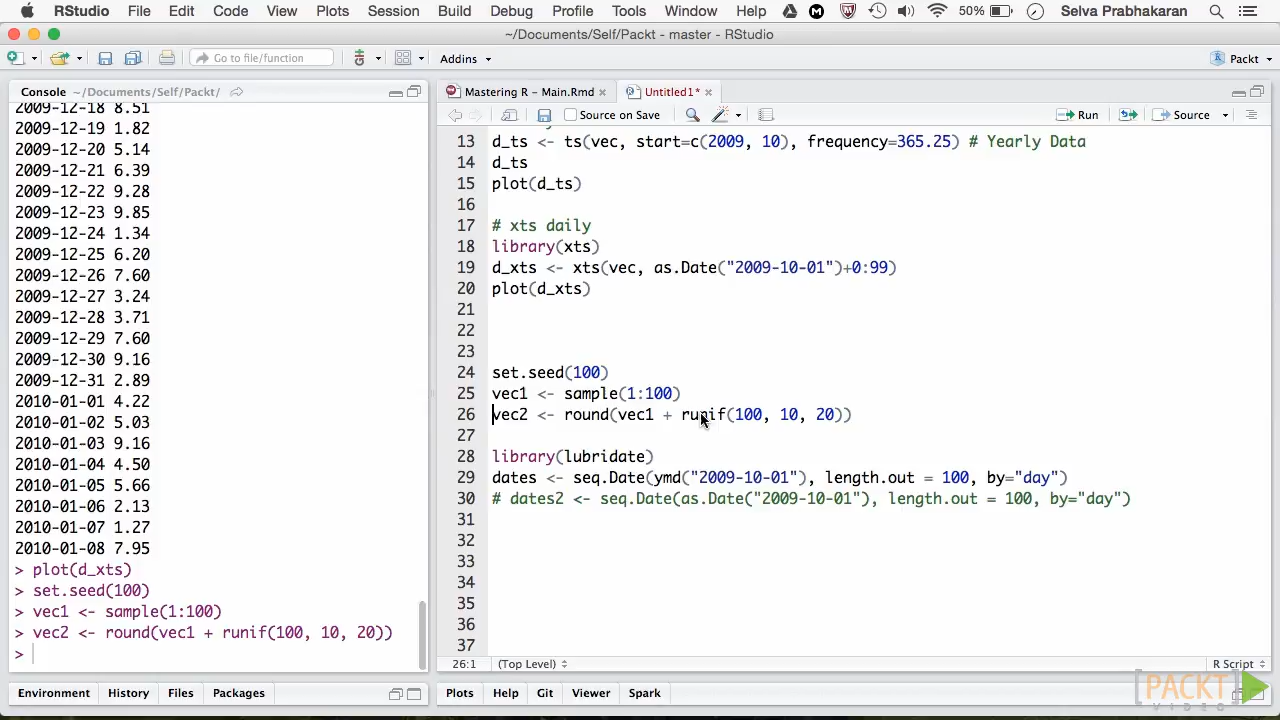 RStudio File Edit Code View Plots Session Build Debug Profile Tools Window Help 50% Selva Prabhakaran
~/Documents/Self/Packt - master - RStudio
Go to file/function Addins Packt
Console ~/Documents/Self/Packt/
2009-12-18 8.51
2009-12-19 1.82
2009-12-20 5.14
2009-12-21 6.39
2009-12-22 9.28
2009-12-23 9.85
2009-12-24 1.34
2009-12-25 6.20
2009-12-26 7.60
2009-12-27 3.24
2009-12-28 3.71
2009-12-29 7.60
2009-12-30 9.16
2009-12-31 2.89
2010-01-01 4.22
2010-01-02 5.03
2010-01-03 9.16
2010-01-04 4.50
2010-01-05 5.66
2010-01-06 2.13
2010-01-07 1.27
2010-01-08 7.95
> plot(d_xts)
> set.seed(100)
> vec1 <- sample(1:100)
> vec2 <- round(vec1 + runif(100, 10, 20))
>
Environment History Files Packages
Mastering R - Main.Rmd Untitled1*
Source on Save Run Source
13 d_ts <- ts(vec, start=c(2009, 10), frequency=365.25) # Yearly Data
14 d_ts
15 plot(d_ts)
16
17 # xts daily
18 library(xts)
19 d_xts <- xts(vec, as.Date("2009-10-01")+0:99)
20 plot(d_xts)
21
22
23
24 set.seed(100)
25 vec1 <- sample(1:100)
26 vec2 <- round(vec1 + runif(100, 10, 20))
27
28 library(lubridate)
29 dates <- seq.Date(ymd("2009-10-01"), length.out = 100, by="day")
30 # dates2 <- seq.Date(as.Date("2009-10-01"), length.out = 100, by="day")
31
32
33
34
35
36
37
26:1 (Top Level) R Script
Plots Help Git Viewer Spark
PACKT
VIDEO